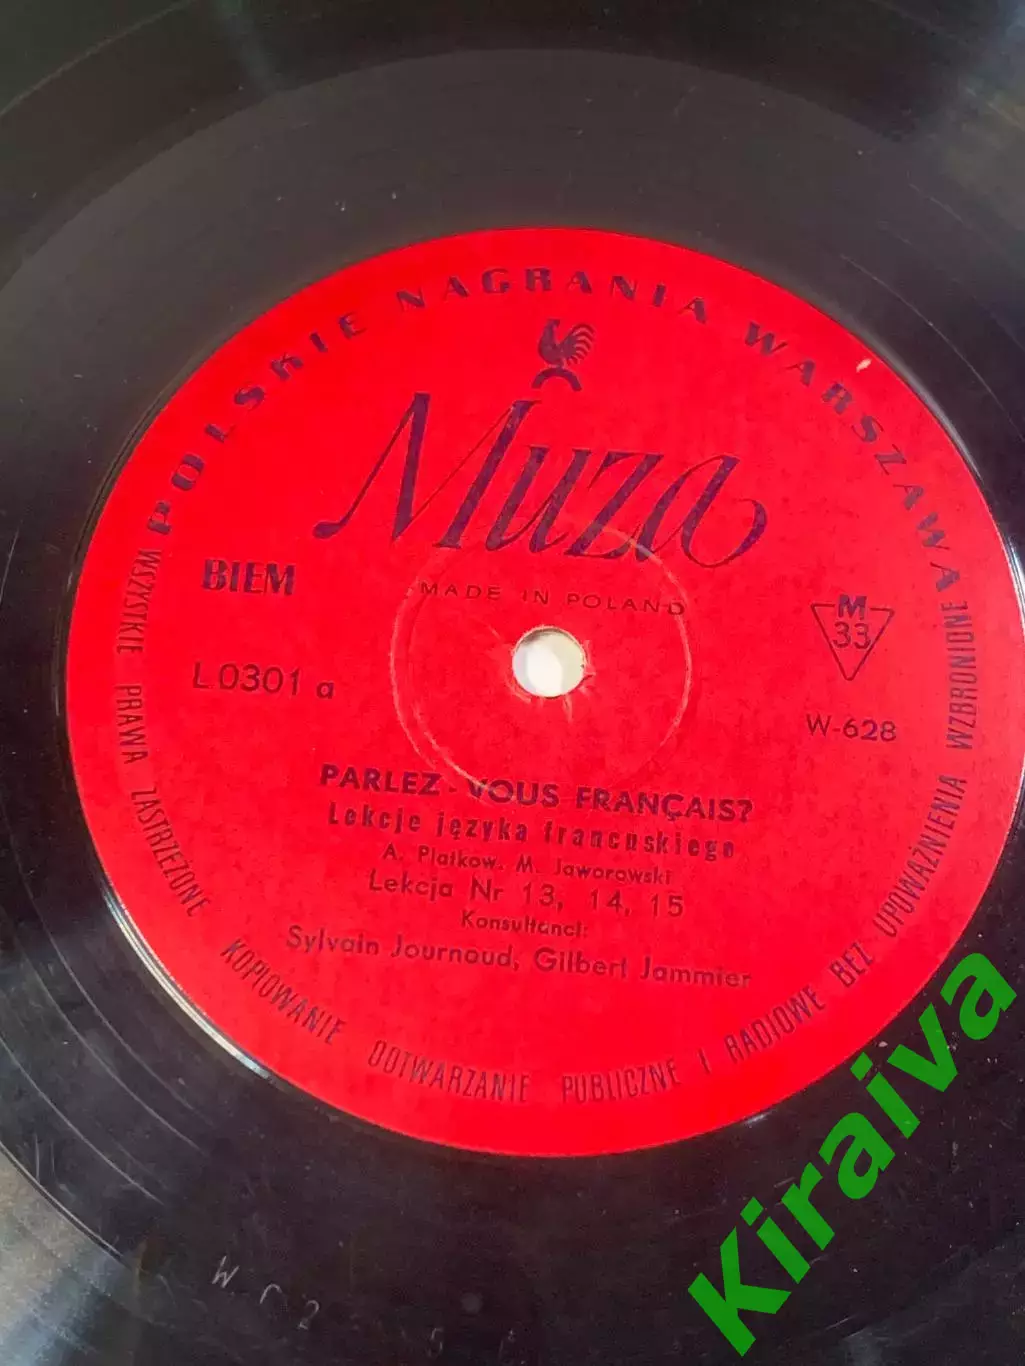 POLSKIE NAGRANIA WARSZAWA
Muza
MADE IN POLAND
BIEM
M
33
L 0301 a
W-628
PARLEZ - VOUS FRANÇAIS?
Lekcje języka francuskiego
A. Platkow, M. Jaworowski
Lekcja Nr 13, 14, 15
Konsultanci:
Sylvain Journoud, Gilbert Jammier
WSZYSTKIE PRAWA ZASTRZEŻONE KOPIOWANIE ODTWARZANIE PUBLICZNE I RADIOWE BEZ UPOWAŻNIENIA WZBRONIONE
Kiraiva